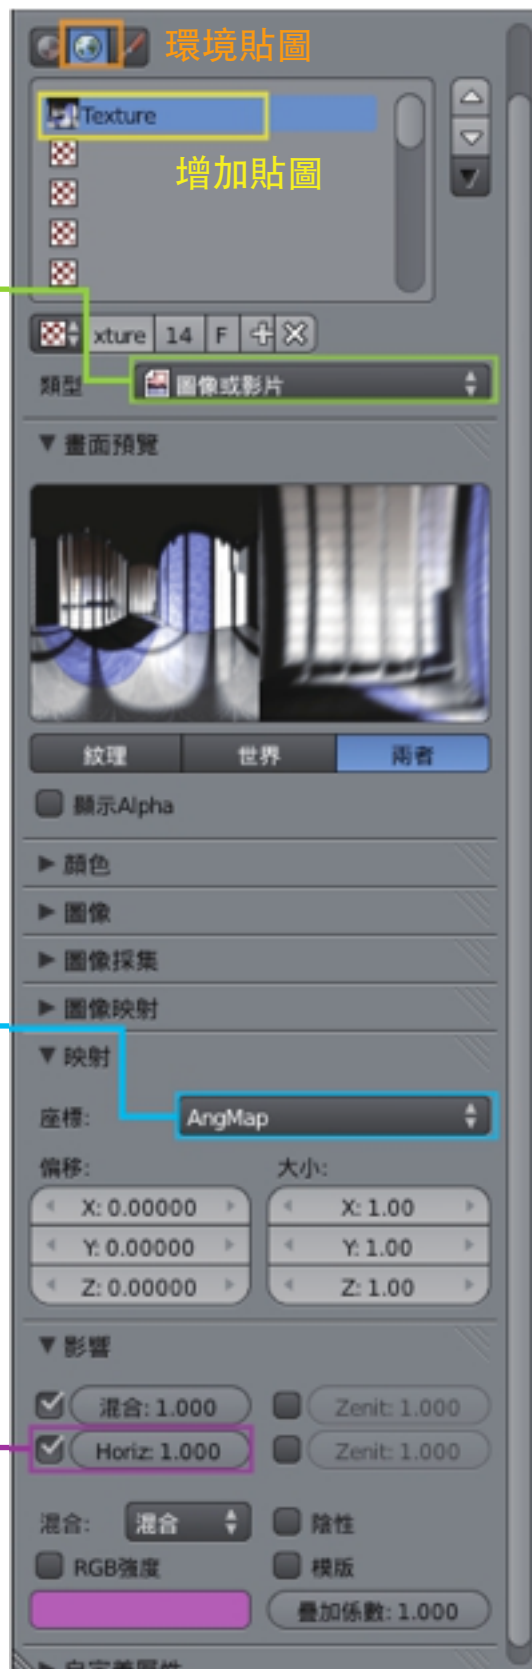 環境貼圖
Texture
增加貼圖
xture 14 F
類型 圖像或影片
畫面預覽
紋理 世界 兩者
顯示Alpha
顏色
圖像
圖像採集
圖像映射
映射
座標: AngMap
偏移: 大小:
X: 0.00000 X: 1.00
Y: 0.00000 Y: 1.00
Z: 0.00000 Z: 1.00
影響
混合: 1.000 Zenit: 1.000
Horiz: 1.000 Zenit: 1.000
混合: 混合 陰性
RGB強度 模版
疊加係數: 1.000
自定義屬性